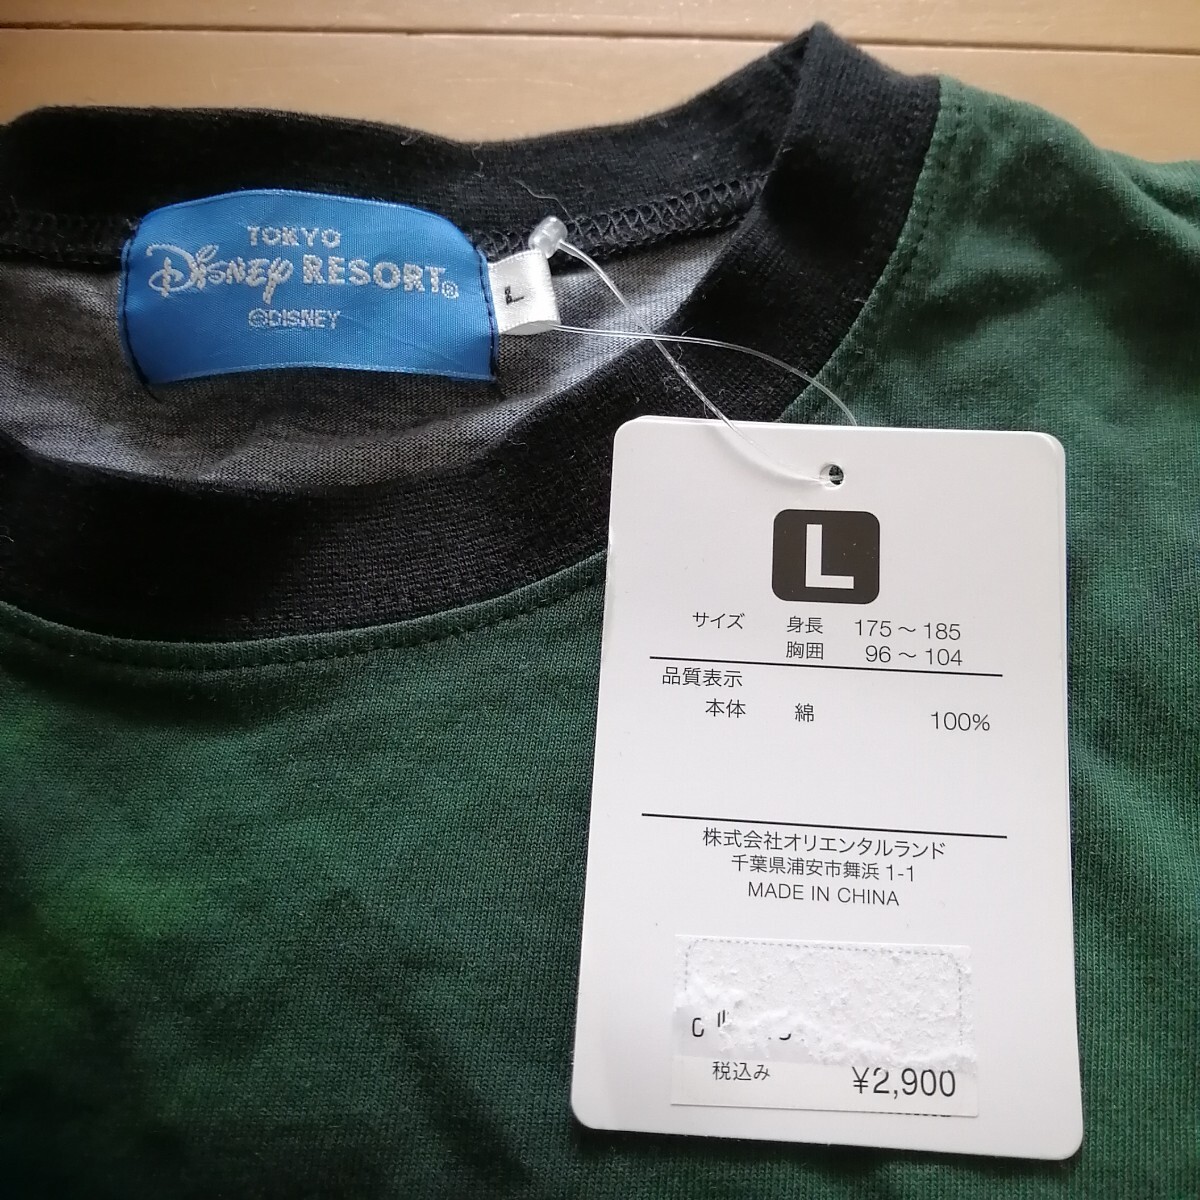 TOKYO
Disney RESORT®
©DISNEY
L
L
サイズ 身長 175～185
胸囲 96～104
品質表示
本体 綿 100%
株式会社オリエンタルランド
千葉県浦安市舞浜1-1
MADE IN CHINA
税込み ¥2,900